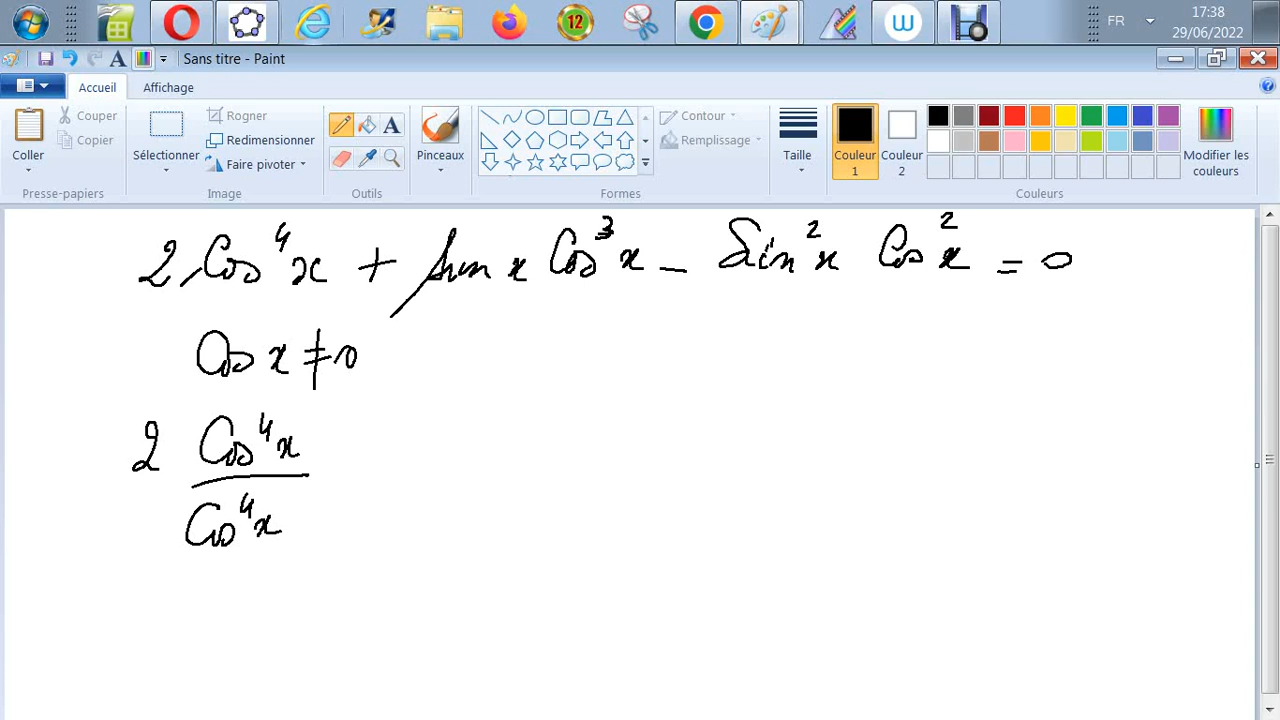 12
FR
17:38
29/06/2022
Sans titre - Paint
Accueil
Affichage
Coller
Couper
Copier
Presse-papiers
Sélectionner
Rogner
Redimensionner
Faire pivoter
Image
Outils
Pinceaux
Formes
Contour
Remplissage
Taille
Couleur 1
Couleur 2
Modifier les couleurs
Couleurs
2 Cos⁴x + sin x Cos³x - Sin²x Cos²x = 0
Cos x ≠ 0
2 Cos⁴x
Cos⁴x